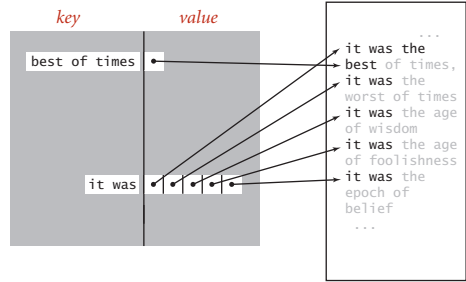 key value
best of times
it was
...
it was the
best of times,
it was the
worst of times
it was the age
of wisdom
it was the age
of foolishness
it was the
epoch of
belief
...